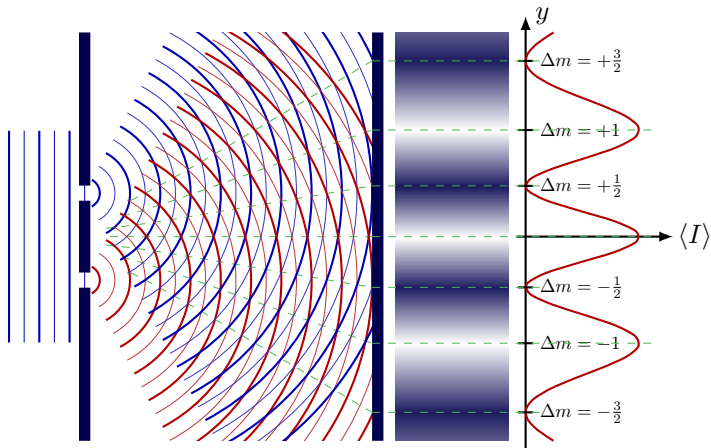 y
Δm = +3/2
Δm = +1
Δm = +1/2
⟨I⟩
Δm = −1/2
Δm = −1
Δm = −3/2